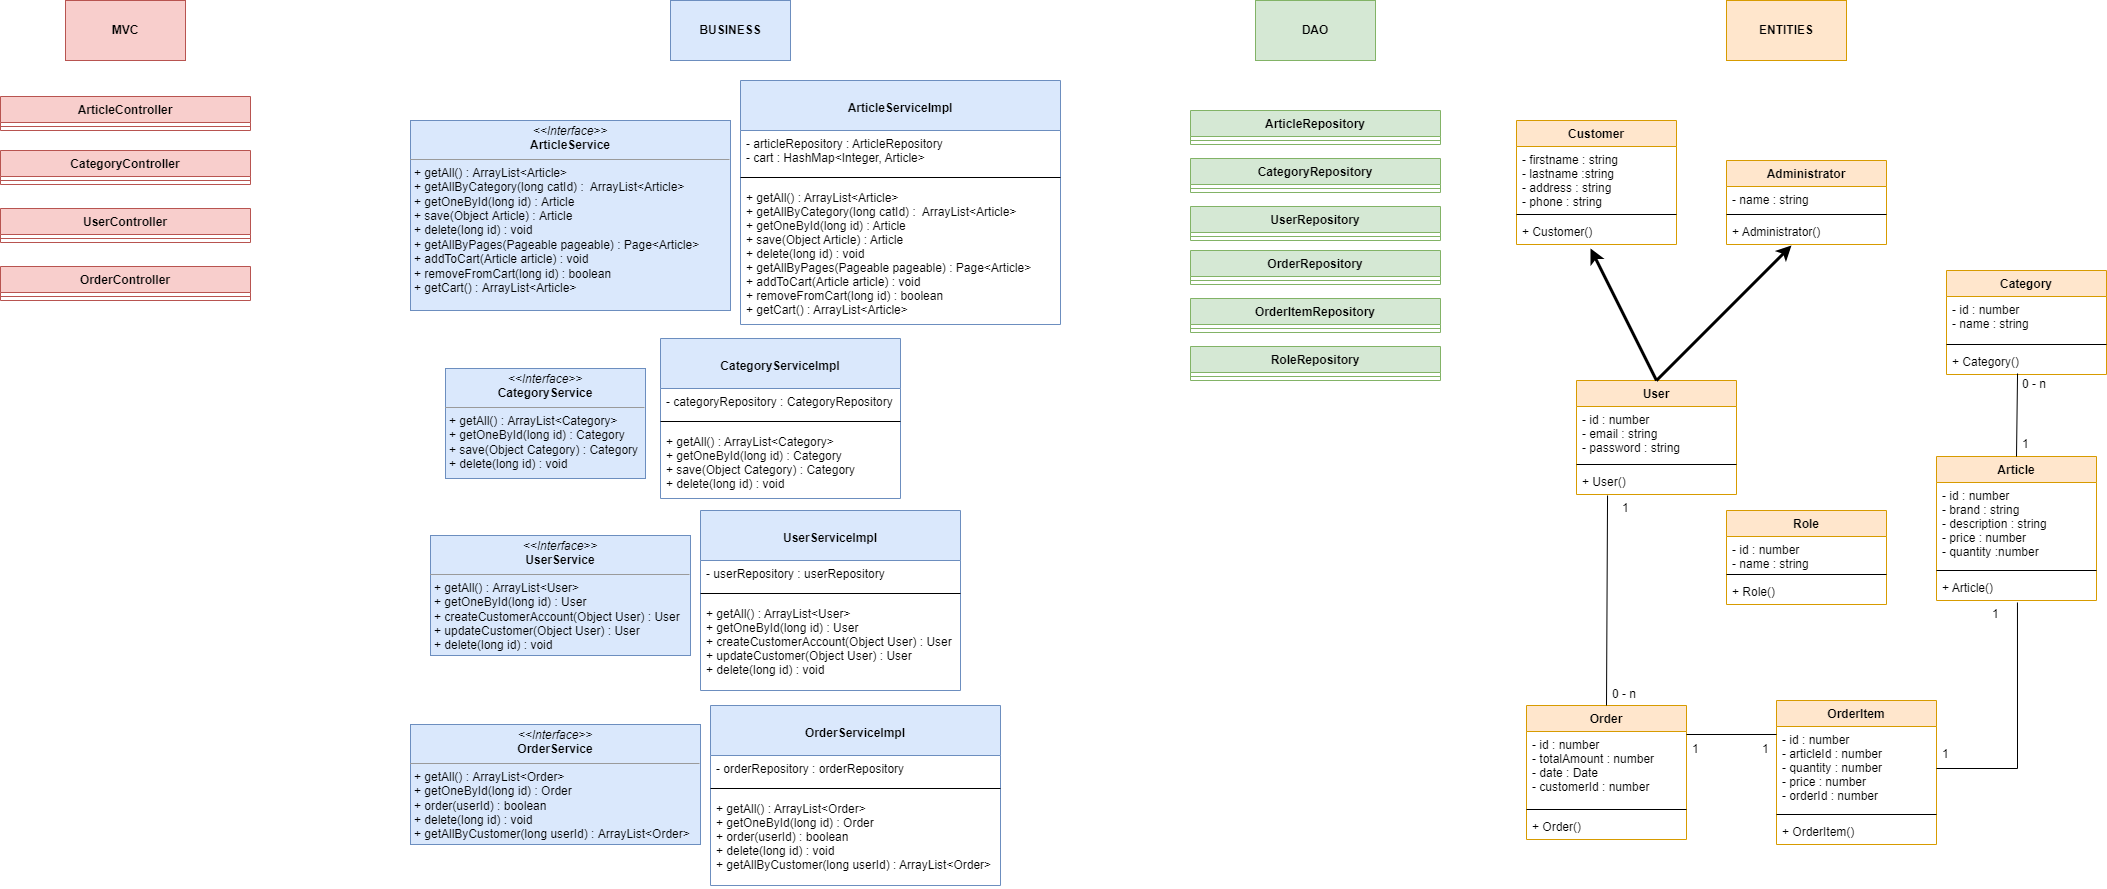 MVC
BUSINESS
DAO
ENTITIES
ArticleController
CategoryController
UserController
OrderController
<<Interface>>
ArticleService
+ getAll() : ArrayList<Article>
+ getAllByCategory(long catId) :  ArrayList<Article>
+ getOneById(long id) : Article
+ save(Object Article) : Article
+ delete(long id) : void
+ getAllByPages(Pageable pageable) : Page<Article>
+ addToCart(Article article) : void
+ removeFromCart(long id) : boolean
+ getCart() : ArrayList<Article>
ArticleServiceImpl
- articleRepository : ArticleRepository
- cart : HashMap<Integer, Article>
+ getAll() : ArrayList<Article>
+ getAllByCategory(long catId) :  ArrayList<Article>
+ getOneById(long id) : Article
+ save(Object Article) : Article
+ delete(long id) : void
+ getAllByPages(Pageable pageable) : Page<Article>
+ addToCart(Article article) : void
+ removeFromCart(long id) : boolean
+ getCart() : ArrayList<Article>
<<Interface>>
CategoryService
+ getAll() : ArrayList<Category>
+ getOneById(long id) : Category
+ save(Object Category) : Category
+ delete(long id) : void
CategoryServiceImpl
- categoryRepository : CategoryRepository
+ getAll() : ArrayList<Category>
+ getOneById(long id) : Category
+ save(Object Category) : Category
+ delete(long id) : void
<<Interface>>
UserService
+ getAll() : ArrayList<User>
+ getOneById(long id) : User
+ createCustomerAccount(Object User) : User
+ updateCustomer(Object User) : User
+ delete(long id) : void
UserServiceImpl
- userRepository : userRepository
+ getAll() : ArrayList<User>
+ getOneById(long id) : User
+ createCustomerAccount(Object User) : User
+ updateCustomer(Object User) : User
+ delete(long id) : void
<<Interface>>
OrderService
+ getAll() : ArrayList<Order>
+ getOneById(long id) : Order
+ order(userId) : boolean
+ delete(long id) : void
+ getAllByCustomer(long userId) : ArrayList<Order>
OrderServiceImpl
- orderRepository : orderRepository
+ getAll() : ArrayList<Order>
+ getOneById(long id) : Order
+ order(userId) : boolean
+ delete(long id) : void
+ getAllByCustomer(long userId) : ArrayList<Order>
ArticleRepository
CategoryRepository
UserRepository
OrderRepository
OrderItemRepository
RoleRepository
Customer
- firstname : string
- lastname :string
- address : string
- phone : string
+ Customer()
Administrator
- name : string
+ Administrator()
Category
- id : number
- name : string
+ Category()
0 - n
1
User
- id : number
- email : string
- password : string
+ User()
1
Article
- id : number
- brand : string
- description : string
- price : number
- quantity :number
+ Article()
1
Role
- id : number
- name : string
+ Role()
0 - n
Order
- id : number
- totalAmount : number
- date : Date
- customerId : number
+ Order()
1
1
OrderItem
- id : number
- articleId : number
- quantity : number
- price : number
- orderId : number
+ OrderItem()
1